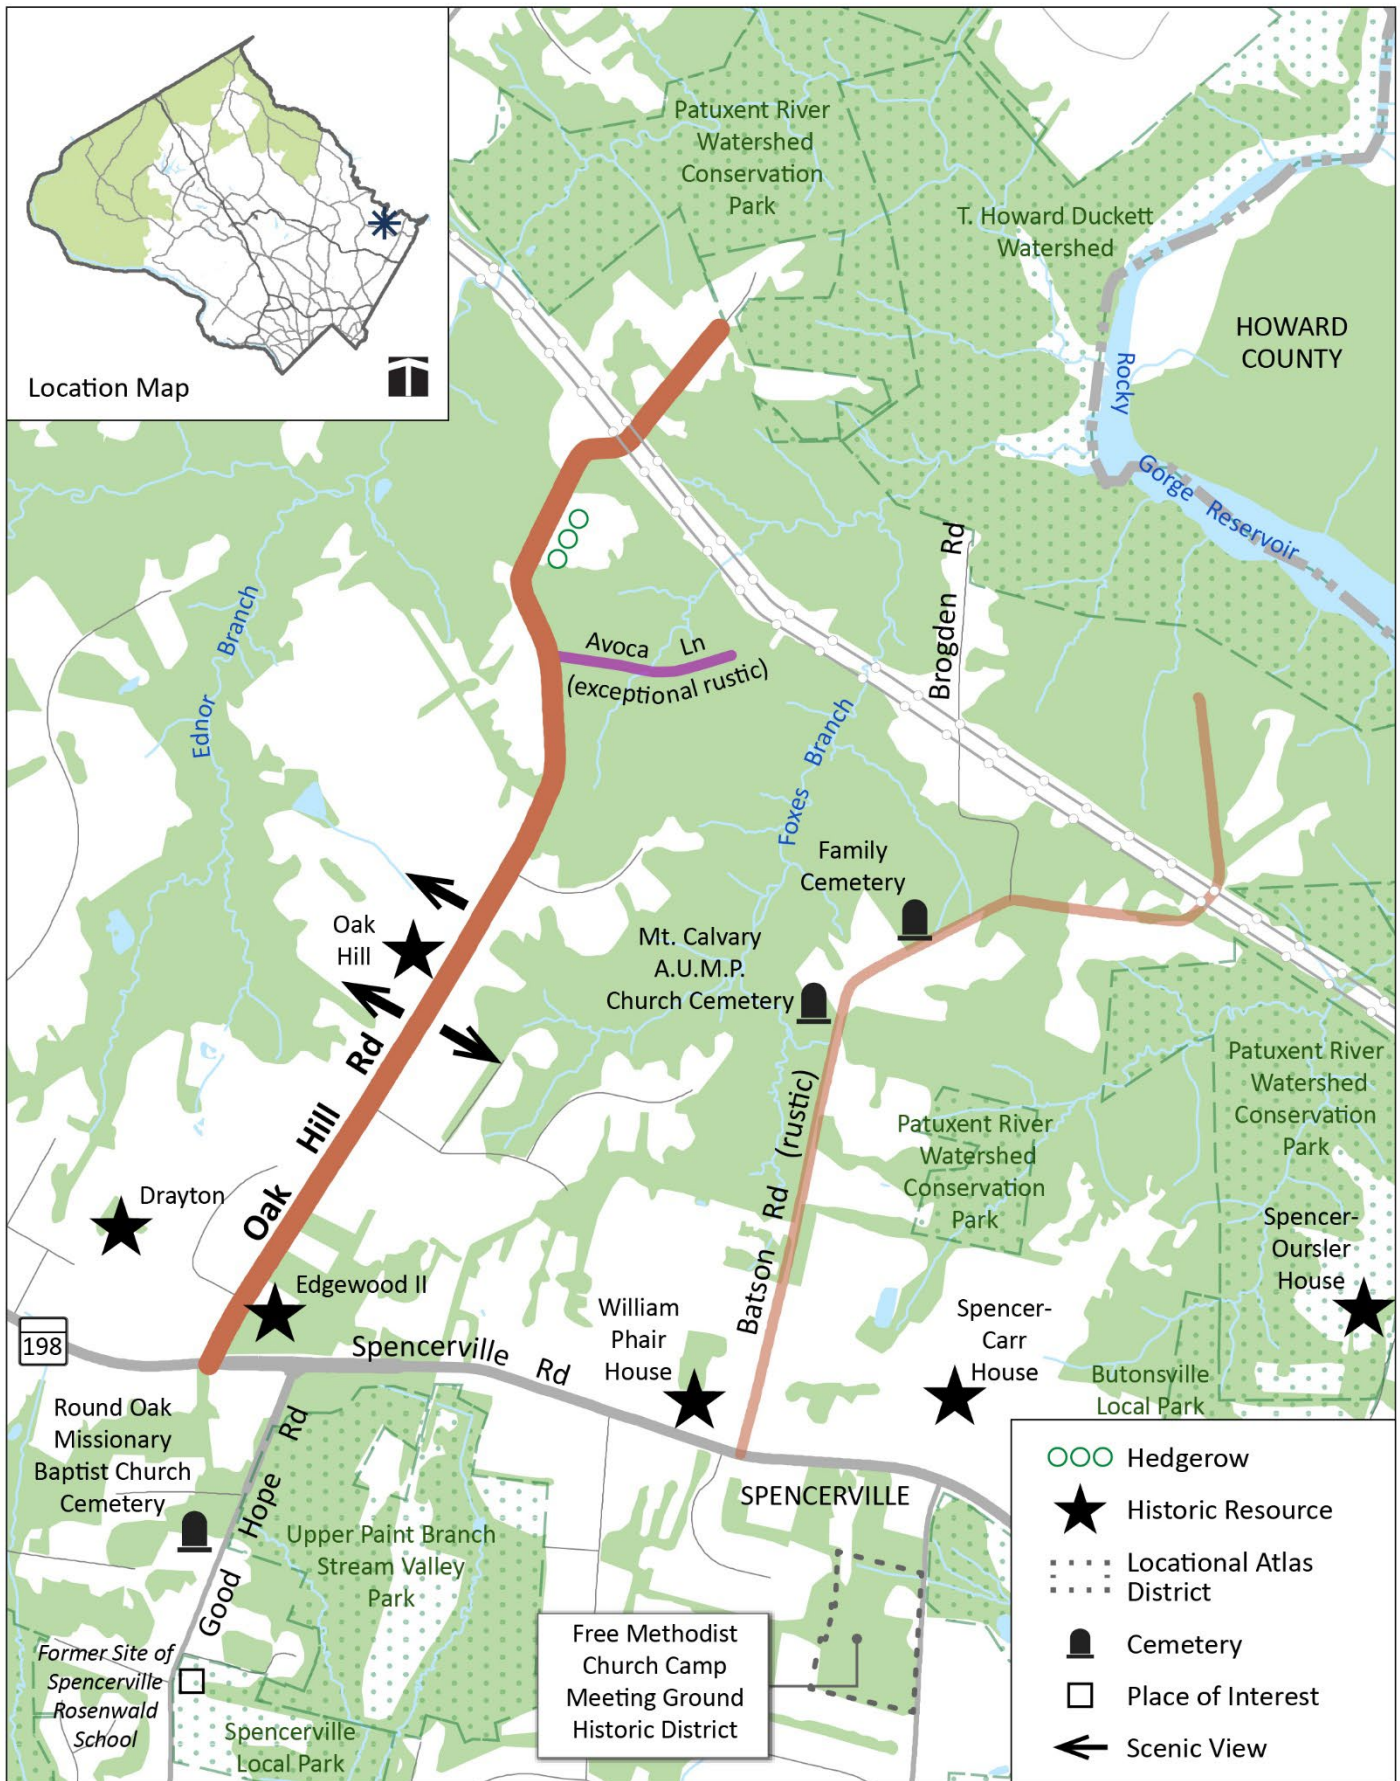 Location Map
Patuxent River
Watershed
Conservation
Park
T. Howard Duckett
Watershed
HOWARD
COUNTY
Rocky
Gorge Reservoir
Brogden Rd
Ednor Branch
Avoca Ln
(exceptional rustic)
Foxes Branch
Family
Cemetery
Oak
Hill
Mt. Calvary
A.U.M.P.
Church Cemetery
Oak Hill Rd
Batson Rd (rustic)
Patuxent River
Watershed
Conservation
Park
Patuxent River
Watershed
Conservation
Park
Drayton
Edgewood II
Spencer-
Oursler
House
William
Phair
House
Spencer-
Carr
House
198
Spencerville Rd
Butonsville
Local Park
Round Oak
Missionary
Baptist Church
Cemetery
Good Hope Rd
SPENCERVILLE
Upper Paint Branch
Stream Valley
Park
Free Methodist
Church Camp
Meeting Ground
Historic District
Former Site of
Spencerville
Rosenwald
School
Spencerville
Local Park
Hedgerow
Historic Resource
Locational Atlas
District
Cemetery
Place of Interest
Scenic View